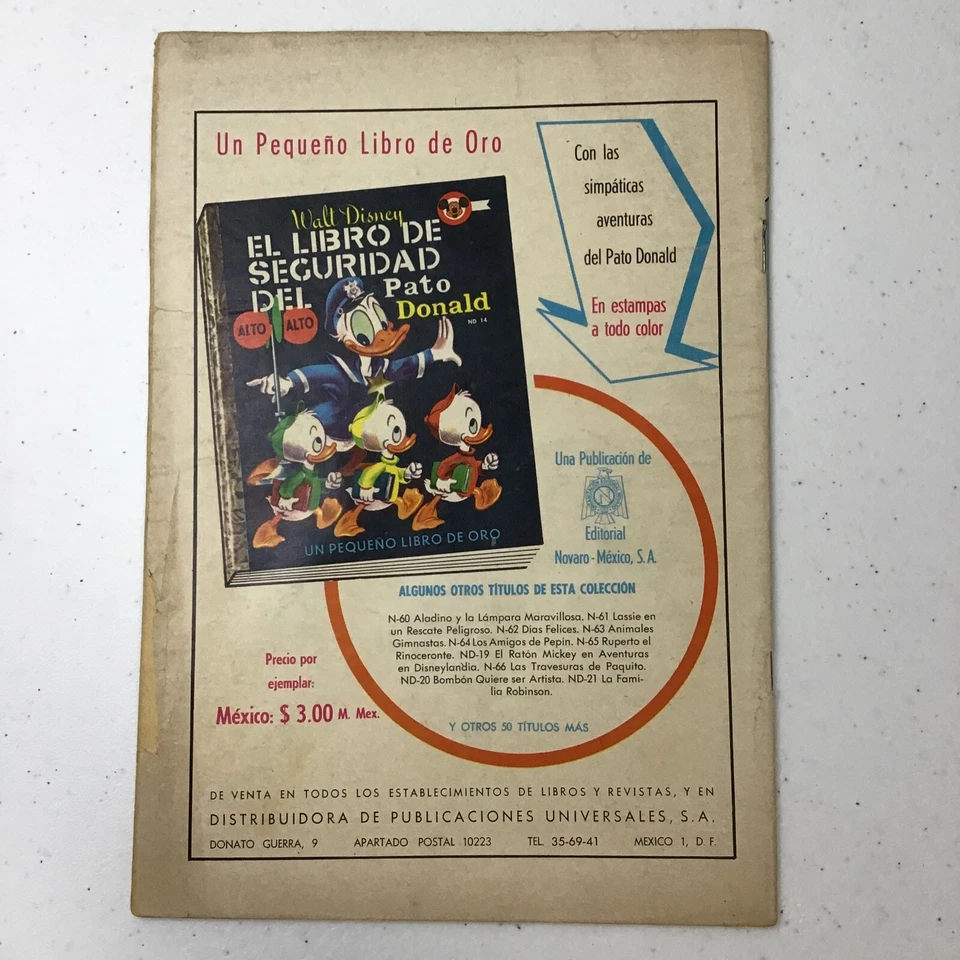 Un Pequeño Libro de Oro
Walt Disney
EL LIBRO DE
SEGURIDAD
DEL Pato
Donald
ND 14
ALTO ALTO
UN PEQUEÑO LIBRO DE ORO
Con las
simpáticas
aventuras
del Pato Donald
En estampas
a todo color
Una Publicación de
N
Editorial
Novaro - México, S. A.
ALGUNOS OTROS TÍTULOS DE ESTA COLECCIÓN
N-60 Aladino y la Lámpara Maravillosa. N-61 Lassie en
un Rescate Peligroso. N-62 Días Felices. N-63 Animales
Gimnastas. N-64 Los Amigos de Pepín. N-65 Ruperto el
Rinoceronte. ND-19 El Ratón Mickey en Aventuras
en Disneylandia. N-66 Las Travesuras de Paquito.
ND-20 Bombón Quiere ser Artista. ND-21 La Fami-
lia Robinson.
Y OTROS 50 TÍTULOS MÁS
Precio por
ejemplar:
México: $ 3.00 M. Mex.
DE VENTA EN TODOS LOS ESTABLECIMIENTOS DE LIBROS Y REVISTAS, Y EN
DISTRIBUIDORA DE PUBLICACIONES UNIVERSALES, S.A.
DONATO GUERRA, 9 APARTADO POSTAL 10223 TEL. 35-69-41 MEXICO 1, D. F.